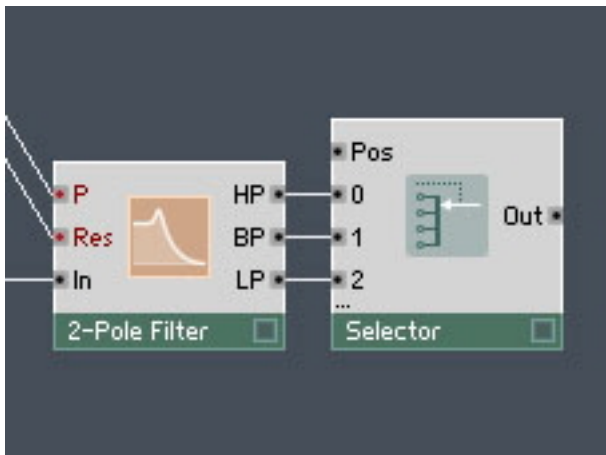 P
Res
In
HP
BP
LP
2-Pole Filter
Pos
0
1
2
...
Out
Selector